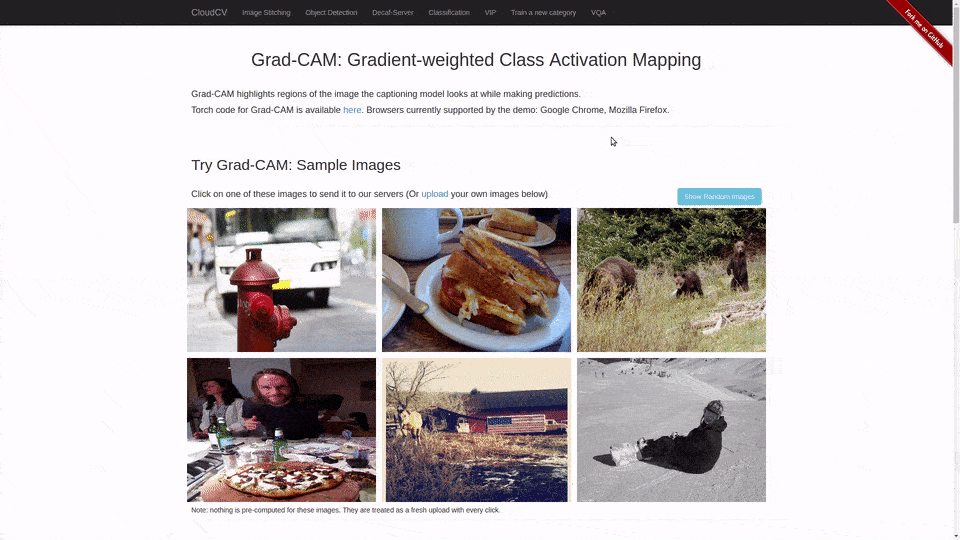 CloudCV Image Stitching Object Detection Decaf-Server Classification VIP Train a new category VQA
Fork me on GitHub
Grad-CAM: Gradient-weighted Class Activation Mapping
Grad-CAM highlights regions of the image the captioning model looks at while making predictions.
Torch code for Grad-CAM is available here. Browsers currently supported by the demo: Google Chrome, Mozilla Firefox.
Try Grad-CAM: Sample Images
Click on one of these images to send it to our servers (Or upload your own images below)
Show Random Images
Note: nothing is pre-computed for these images. They are treated as a fresh upload with every click.